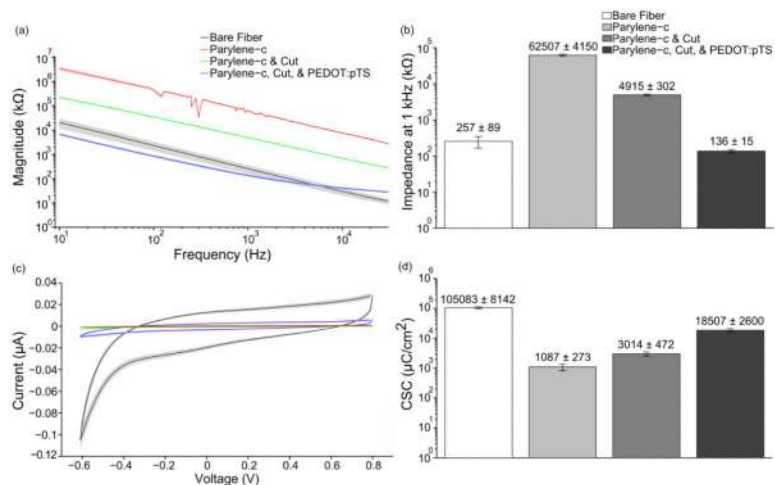 (a)
Bare Fiber
Parylene-c
Parylene-c & Cut
Parylene-c, Cut, & PEDOT:pTS
Magnitude (kΩ)
7
10⁶
10⁵
10⁴
10³
10²
10¹
10⁰
10¹
10²
10³
10⁴
Frequency (Hz)
(b)
Bare Fiber
Parylene-c
Parylene-c & Cut
Parylene-c, Cut, & PEDOT:pTS
Impedance at 1 kHz (kΩ)
10⁵
10⁴
10³
10²
10¹
10
257 ± 89
62507 ± 4150
4915 ± 302
136 ± 15
(c)
Current (µA)
0.04
0.02
0
−0.02
−0.04
−0.06
−0.08
−0.1
−0.12
−0.6
−0.4
−0.2
0
0.2
0.4
0.6
0.8
Voltage (V)
(d)
CSC (µC/cm²)
10⁶
10⁵
10⁴
10³
10²
10¹
10⁰
105083 ± 8142
1087 ± 273
3014 ± 472
18507 ± 2600